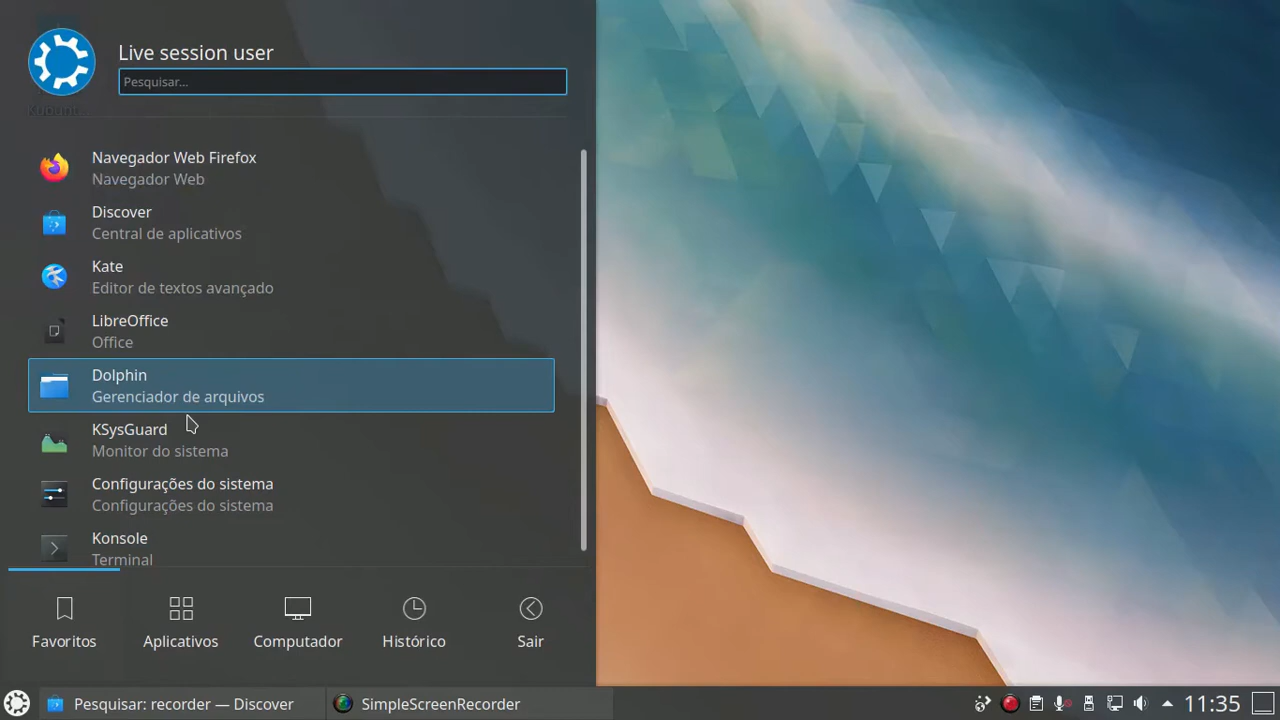 Live session user
Pesquisar...
Kubuntu
Navegador Web Firefox
Navegador Web
Discover
Central de aplicativos
Kate
Editor de textos avançado
LibreOffice
Office
Dolphin
Gerenciador de arquivos
KSysGuard
Monitor do sistema
Configurações do sistema
Configurações do sistema
Konsole
Terminal
Favoritos
Aplicativos
Computador
Histórico
Sair
Pesquisar: recorder — Discover
SimpleScreenRecorder
11:35